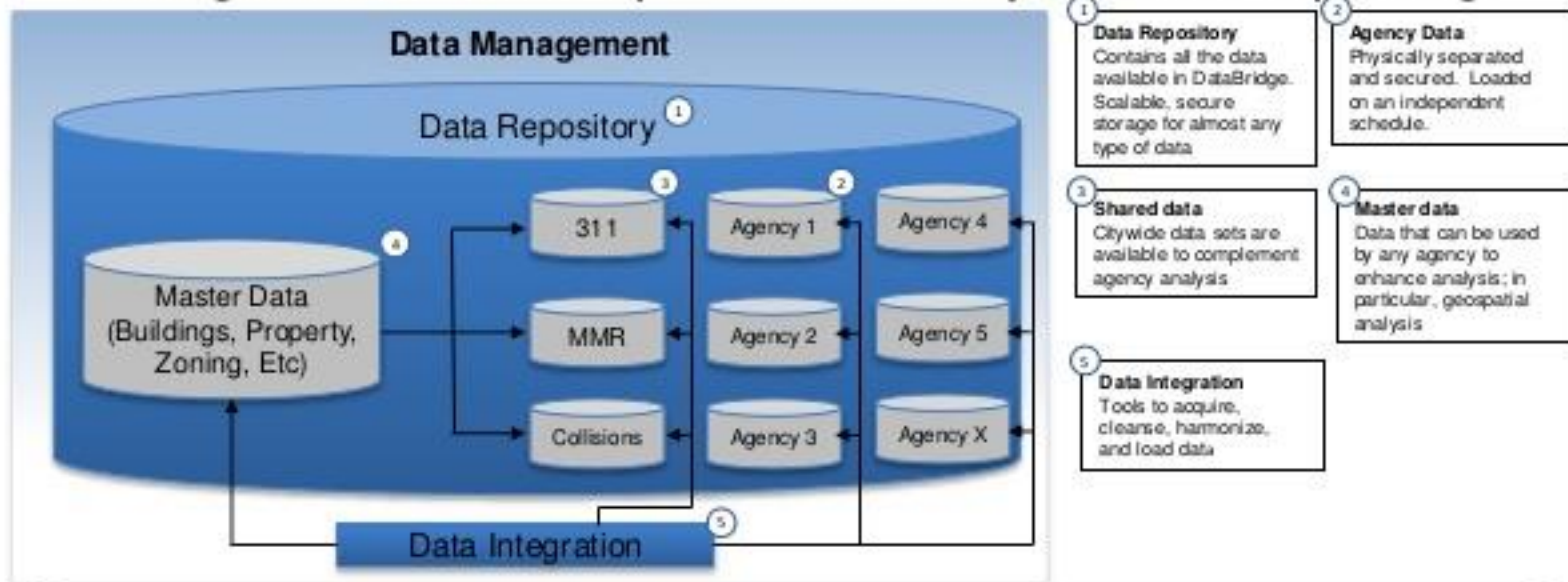 Data Management
Data Repository
1
3
2
311
Agency 1
Agency 4
4
Master Data
(Buildings, Property,
Zoning, Etc)
MMR
Agency 2
Agency 5
Collisions
Agency 3
Agency X
5
Data Integration
1
Data Repository
Contains all the data
available in DataBridge.
Scalable, secure
storage for almost any
type of data
2
Agency Data
Physically separated
and secured. Loaded
on an independent
schedule.
3
Shared data
Citywide data sets are
available to complement
agency analysis
4
Master data
Data that can be used
by any agency to
enhance analysis; in
particular, geospatial
analysis
5
Data Integration
Tools to acquire,
cleanse, harmonize,
and load data